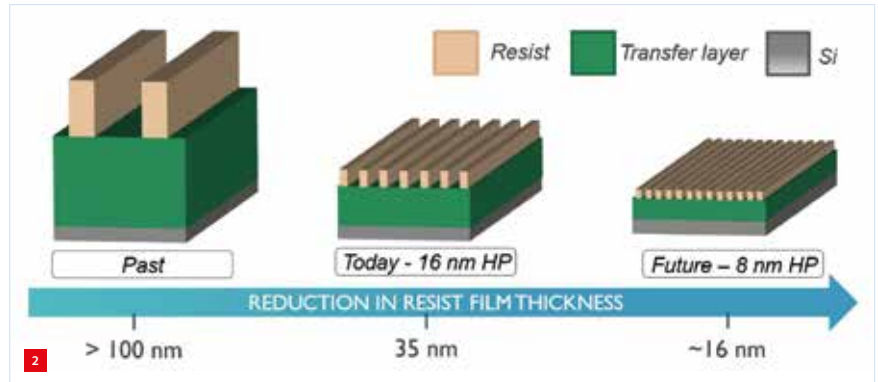 Resist
Transfer layer
Si
Past
Today - 16 nm HP
Future – 8 nm HP
REDUCTION IN RESIST FILM THICKNESS
> 100 nm
35 nm
~16 nm
2